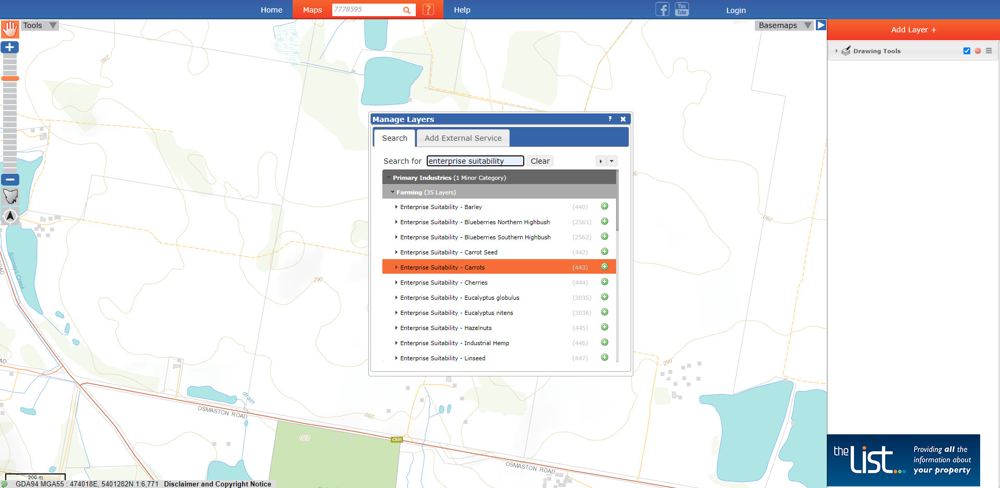 Home
Maps
7778595
?
Help
f
You
Tube
Login
Tools
Basemaps
Add Layer +
Drawing Tools
Manage Layers
?
Search
Add External Service
Search for
enterprise suitability
Clear
Primary Industries (1 Minor Category)
Farming (35 Layers)
Enterprise Suitability - Barley (440)
Enterprise Suitability - Blueberries Northern Highbush (2561)
Enterprise Suitability - Blueberries Southern Highbush (2562)
Enterprise Suitability - Carrot Seed (442)
Enterprise Suitability - Carrots (443)
Enterprise Suitability - Cherries (444)
Enterprise Suitability - Eucalyptus globulus (3035)
Enterprise Suitability - Eucalyptus nitens (3036)
Enterprise Suitability - Hazelnuts (445)
Enterprise Suitability - Industrial Hemp (446)
Enterprise Suitability - Linseed (447)
280
290
290
290
280
270
Pomneys Creek
drain
OSMASTON ROAD
C501
OSMASTON ROAD
200 m
GDA94 MGA55 : 474018E, 5401282N 1:6,771 Disclaimer and Copyright Notice
the
LIST
Providing all the
information about
your property